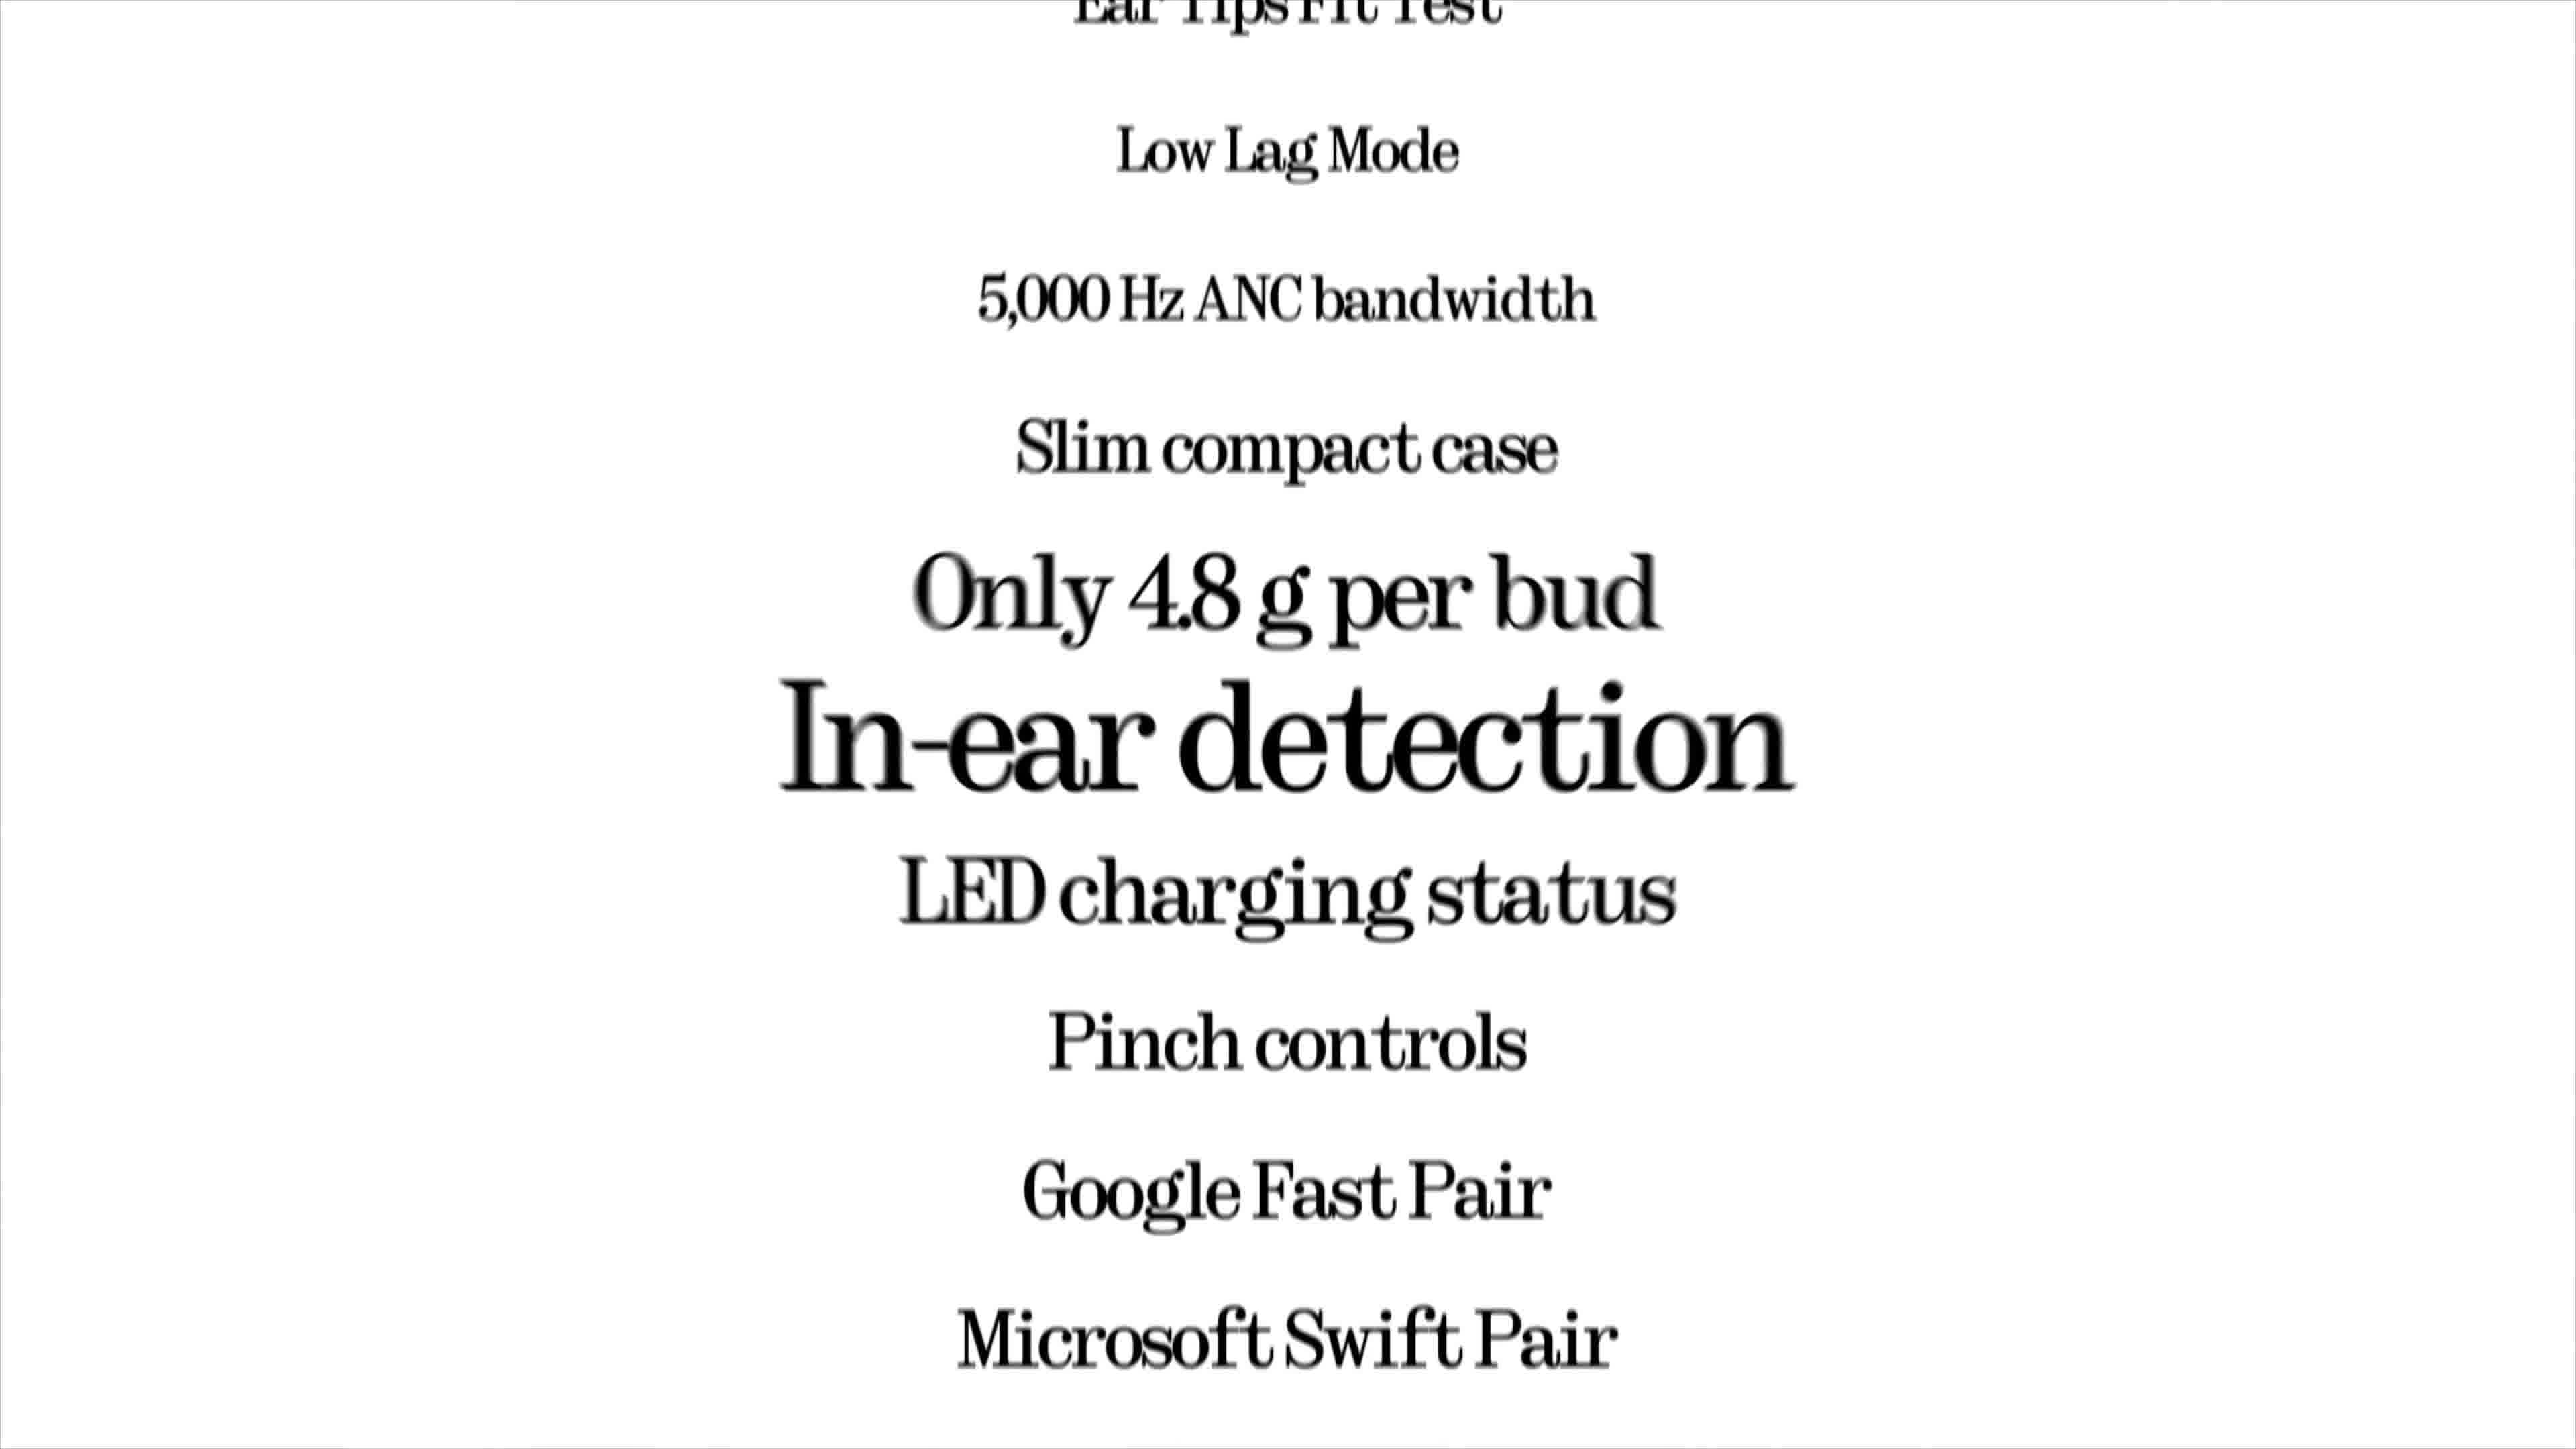 Ear Tips Fit Test
Low Lag Mode
5,000 Hz ANC bandwidth
Slim compact case
Only 4.8 g per bud
In-ear detection
LED charging status
Pinch controls
Google Fast Pair
Microsoft Swift Pair